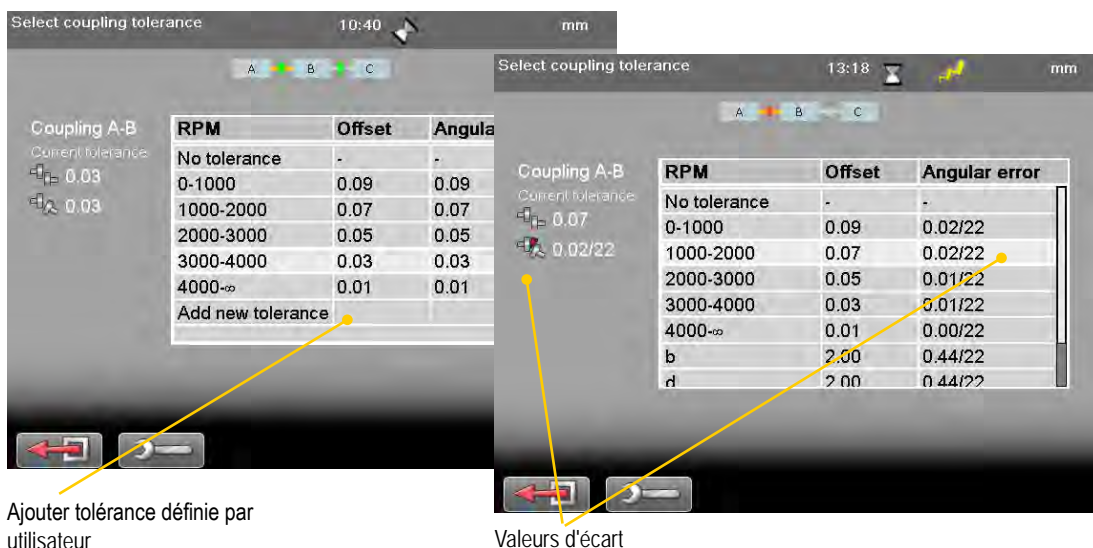 Select coupling tolerance 10:40 mm
A B C
Coupling A-B
Current tolerance
0.03
0.03
RPM Offset Angula
No tolerance - -
0-1000 0.09 0.09
1000-2000 0.07 0.07
2000-3000 0.05 0.05
3000-4000 0.03 0.03
4000-∞ 0.01 0.01
Add new tolerance
Ajouter tolérance définie par
utilisateur
Select coupling tolerance 13:18 mm
A B C
Coupling A-B
Current tolerance
0.07
0.02/22
RPM Offset Angular error
No tolerance - -
0-1000 0.09 0.02/22
1000-2000 0.07 0.02/22
2000-3000 0.05 0.01/22
3000-4000 0.03 0.01/22
4000-∞ 0.01 0.00/22
b 2.00 0.44/22
d 2.00 0.44/22
Valeurs d'écart